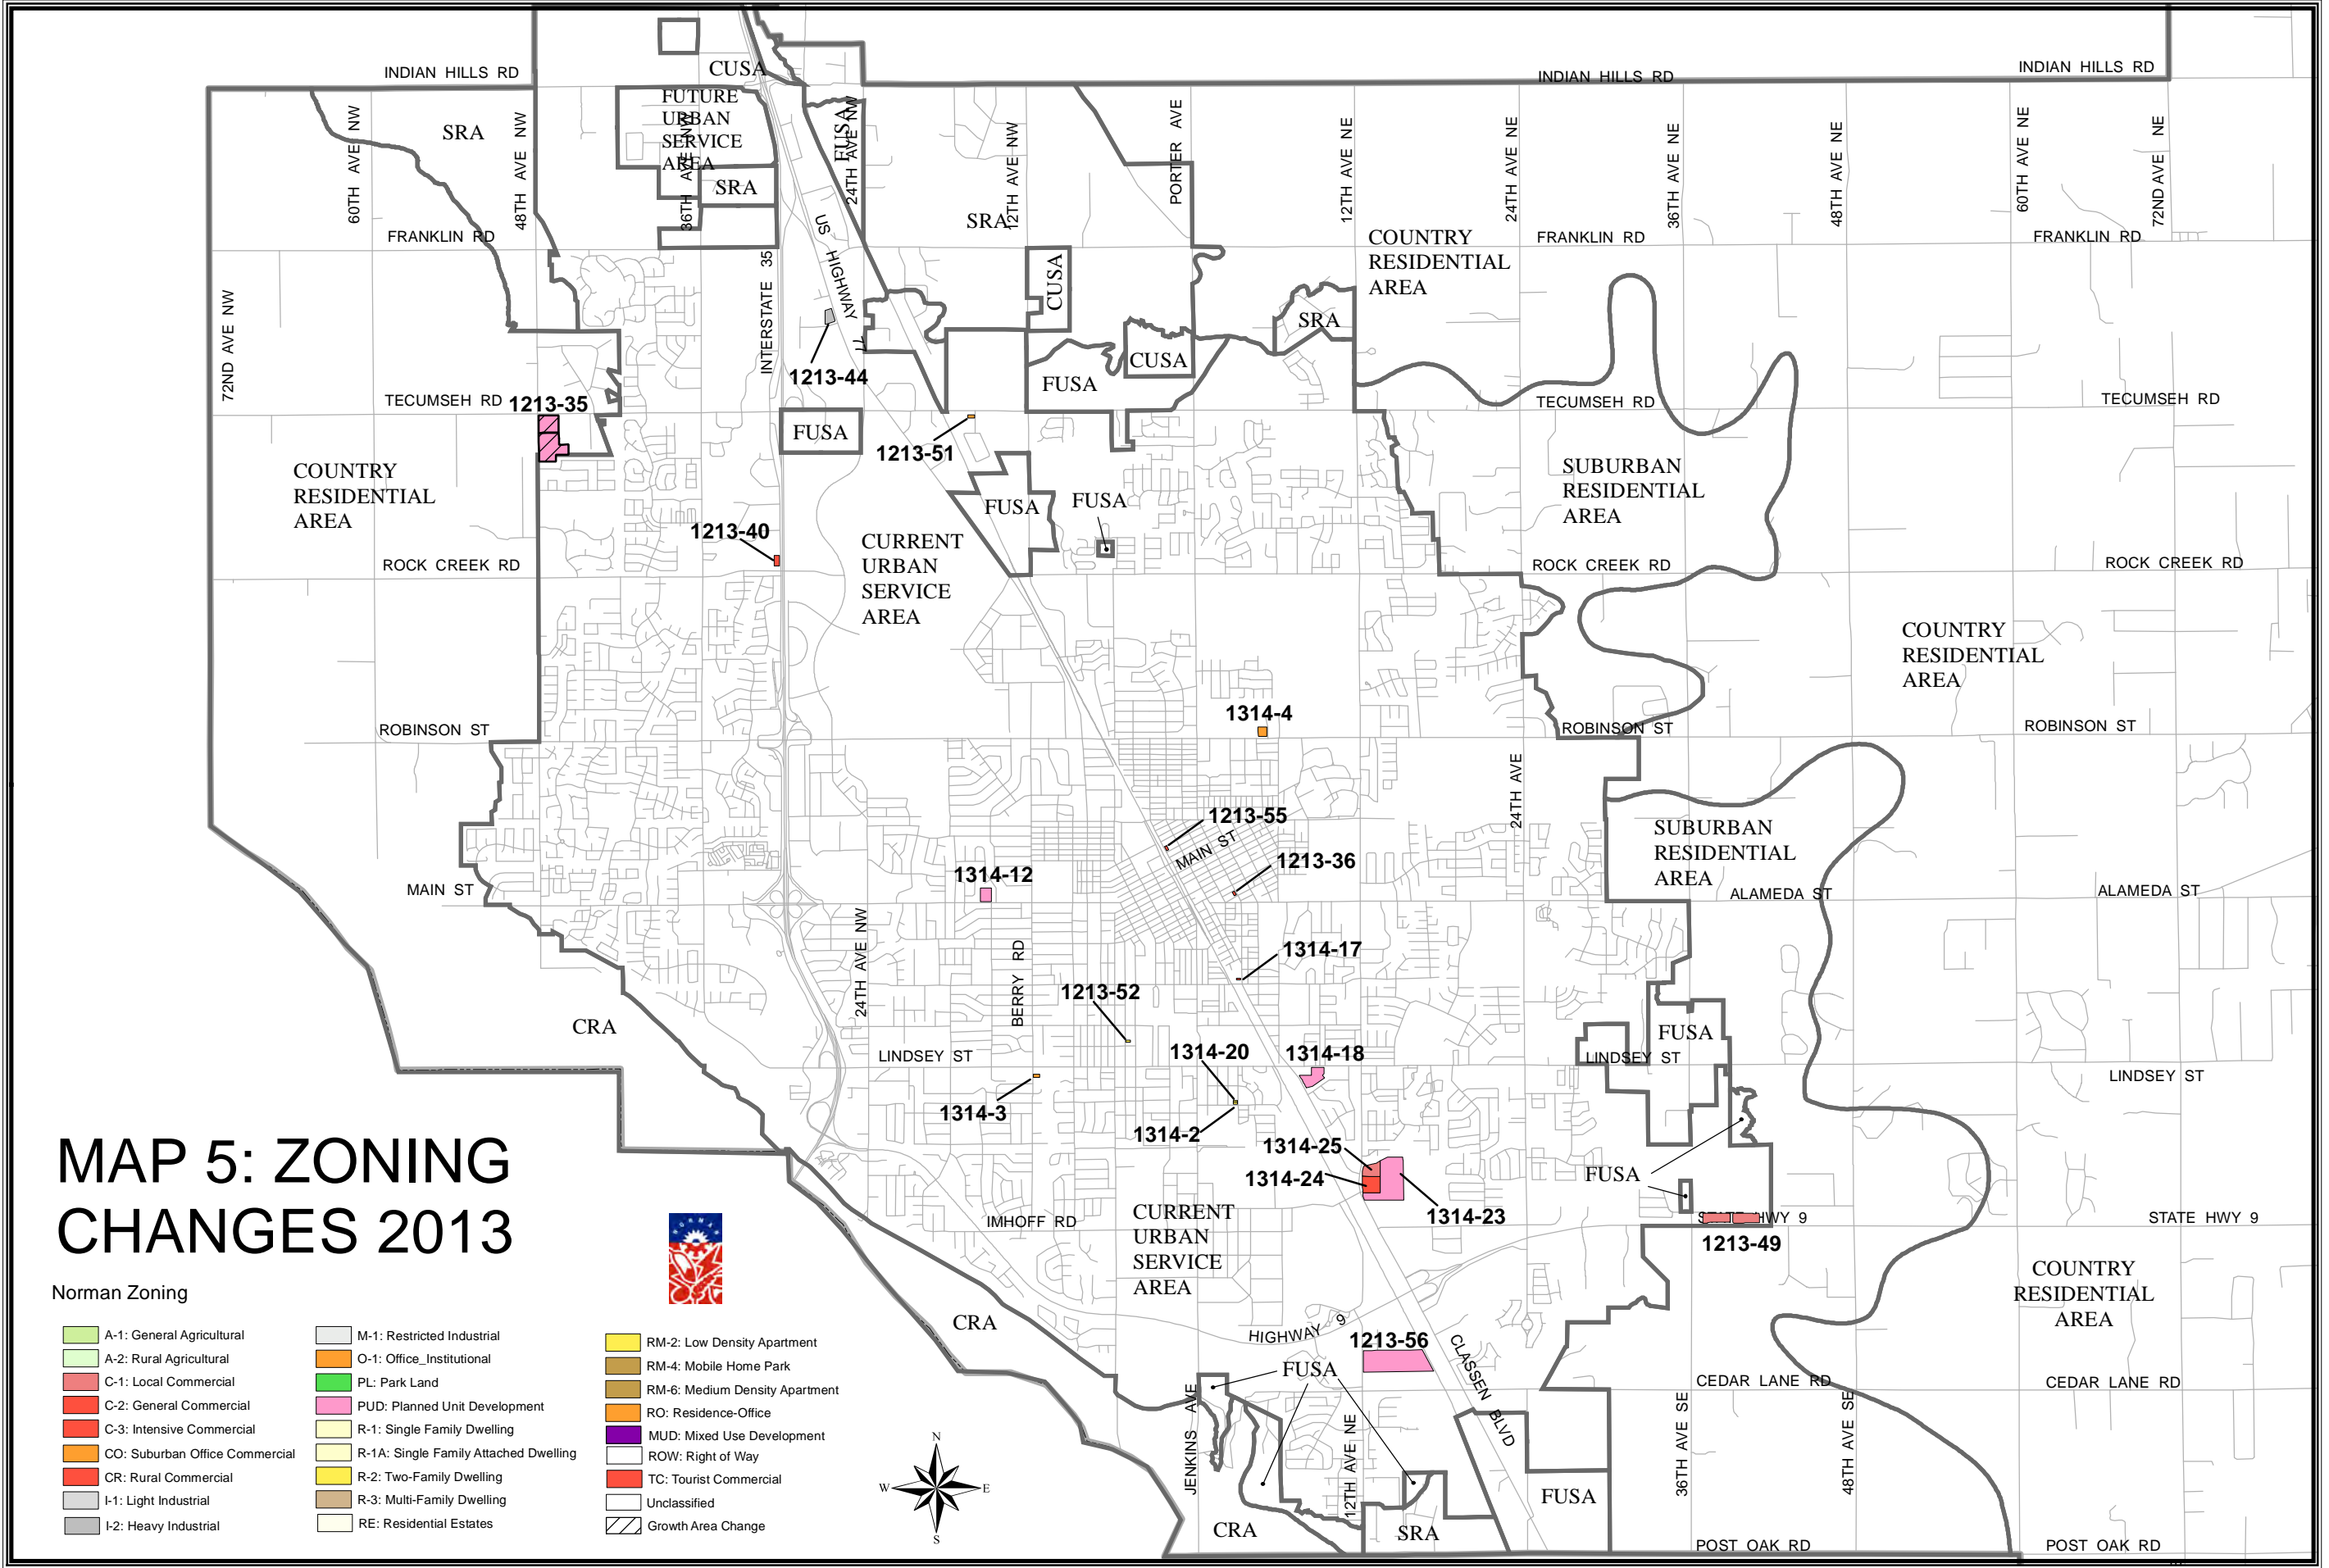 INDIAN HILLS RD
CUSA
INDIAN HILLS RD
INDIAN HILLS RD
FUTURE
URBAN
SERVICE
AREA
SRA
60TH AVE NW
48TH AVE NW
36TH AVE NW
SRA
FUSA
24TH AVE NW
12TH AVE NW
SRA
PORTER AVE
12TH AVE NE
24TH AVE NE
36TH AVE NE
48TH AVE NE
60TH AVE NE
72ND AVE NE
FRANKLIN RD
COUNTRY
RESIDENTIAL
AREA
FRANKLIN RD
FRANKLIN RD
72ND AVE NW
INTERSTATE 35
US HIGHWAY 77
CUSA
SRA
CUSA
FUSA
1213-44
TECUMSEH RD
1213-35
TECUMSEH RD
TECUMSEH RD
FUSA
1213-51
COUNTRY
RESIDENTIAL
AREA
SUBURBAN
RESIDENTIAL
AREA
FUSA
FUSA
1213-40
CURRENT
URBAN
SERVICE
AREA
ROCK CREEK RD
ROCK CREEK RD
ROCK CREEK RD
COUNTRY
RESIDENTIAL
AREA
1314-4
ROBINSON ST
ROBINSON ST
ROBINSON ST
24TH AVE
1213-55
MAIN ST
1213-36
SUBURBAN
RESIDENTIAL
AREA
1314-12
MAIN ST
ALAMEDA ST
ALAMEDA ST
24TH AVE NW
BERRY RD
1314-17
1213-52
CRA
FUSA
LINDSEY ST
1314-20
1314-18
LINDSEY ST
LINDSEY ST
1314-3
1314-2
1314-25
1314-24
1314-23
FUSA
IMHOFF RD
CURRENT
URBAN
SERVICE
AREA
STATE HWY 9
STATE HWY 9
1213-49
COUNTRY
RESIDENTIAL
AREA
CRA
HIGHWAY 9
1213-56
CLASSEN BLVD
FUSA
CEDAR LANE RD
CEDAR LANE RD
JENKINS AVE
12TH AVE NE
36TH AVE SE
48TH AVE SE
FUSA
CRA
SRA
POST OAK RD
POST OAK RD
MAP 5: ZONING
CHANGES 2013
NORMAN
Norman Zoning
A-1: General Agricultural
A-2: Rural Agricultural
C-1: Local Commercial
C-2: General Commercial
C-3: Intensive Commercial
CO: Suburban Office Commercial
CR: Rural Commercial
I-1: Light Industrial
I-2: Heavy Industrial
M-1: Restricted Industrial
O-1: Office_Institutional
PL: Park Land
PUD: Planned Unit Development
R-1: Single Family Dwelling
R-1A: Single Family Attached Dwelling
R-2: Two-Family Dwelling
R-3: Multi-Family Dwelling
RE: Residential Estates
RM-2: Low Density Apartment
RM-4: Mobile Home Park
RM-6: Medium Density Apartment
RO: Residence-Office
MUD: Mixed Use Development
ROW: Right of Way
TC: Tourist Commercial
Unclassified
Growth Area Change
N
W
E
S